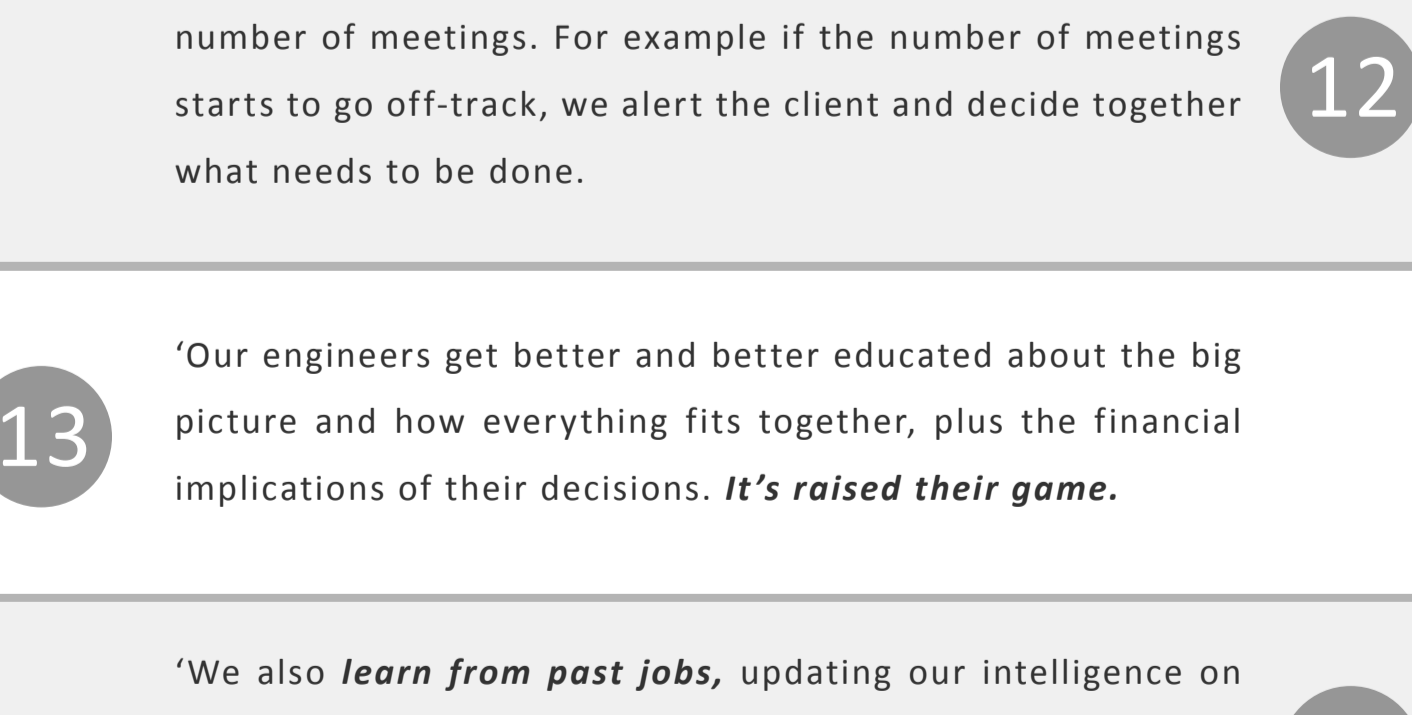 number of meetings. For example if the number of meetings
starts to go off-track, we alert the client and decide together
what needs to be done.
12
13
‘Our engineers get better and better educated about the big
picture and how everything fits together, plus the financial
implications of their decisions. It’s raised their game.
‘We also learn from past jobs, updating our intelligence on